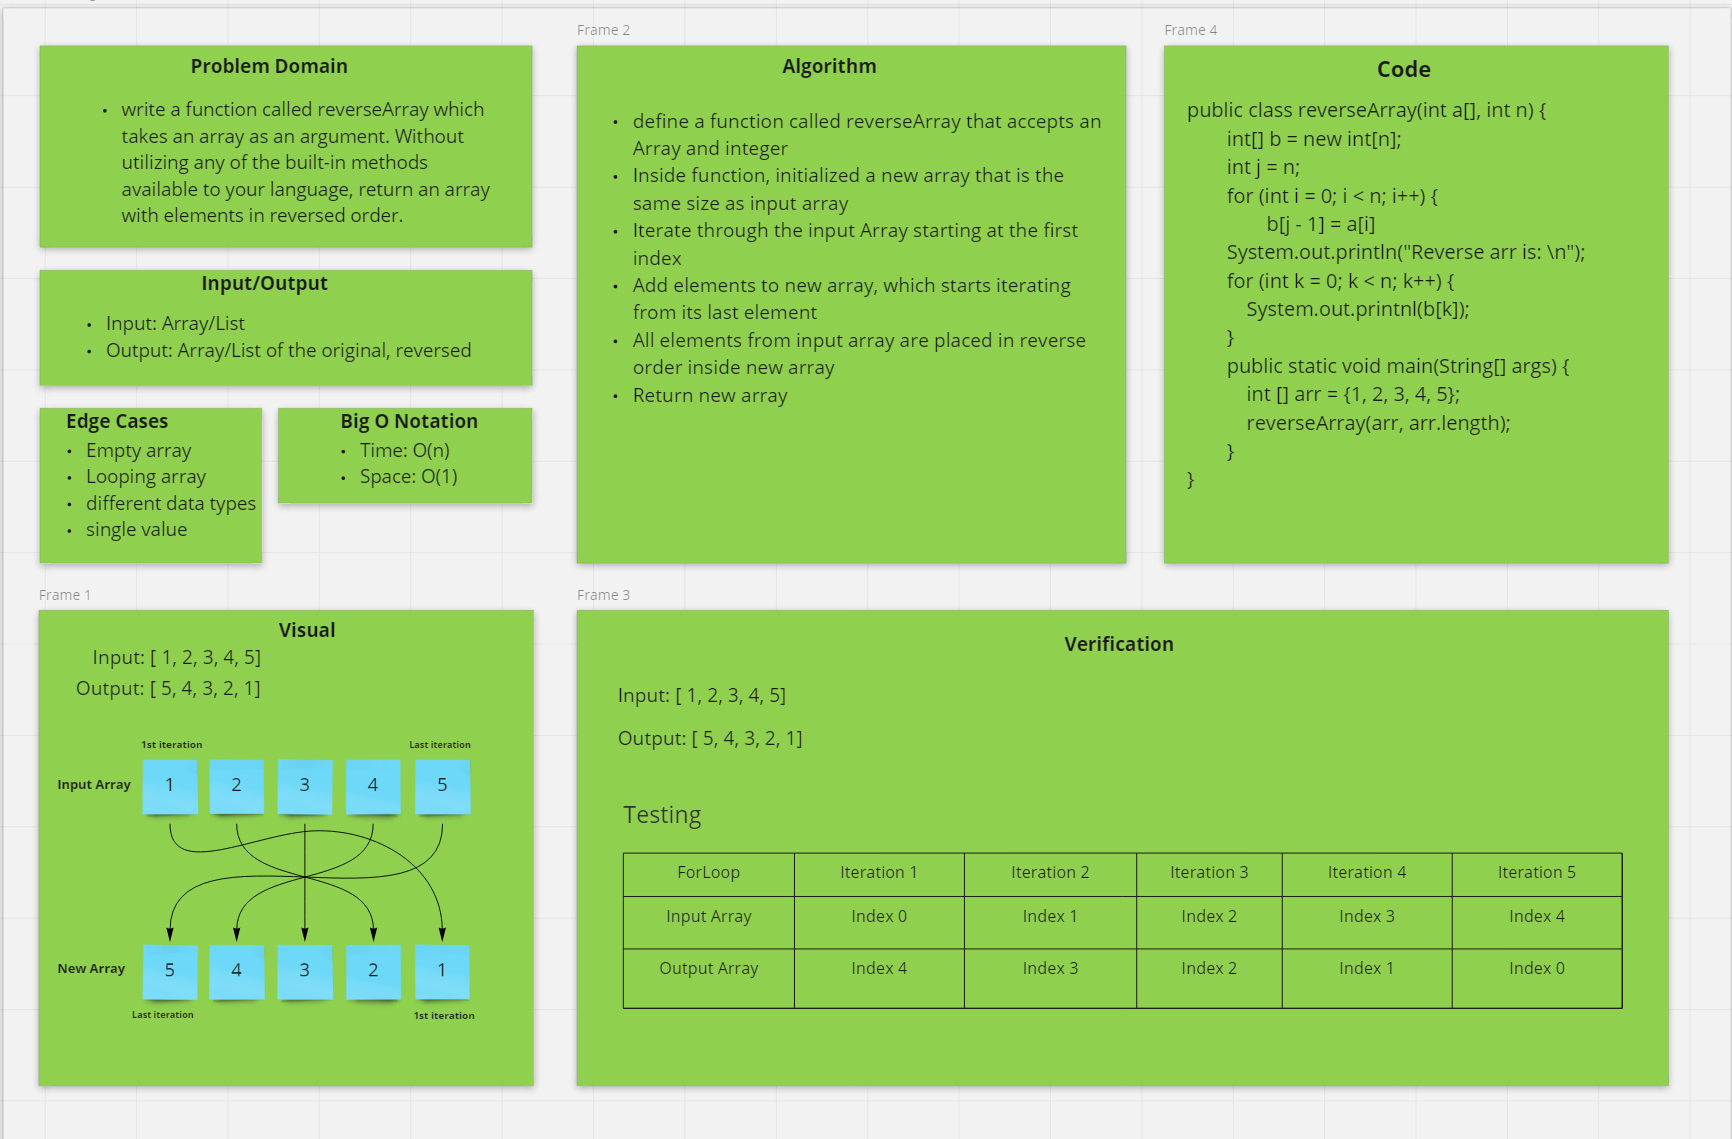 Problem Domain
• write a function called reverseArray which
takes an array as an argument. Without
utilizing any of the built-in methods
available to your language, return an array
with elements in reversed order.
Input/Output
• Input: Array/List
• Output: Array/List of the original, reversed
Edge Cases
• Empty array
• Looping array
• different data types
• single value
Big O Notation
• Time: O(n)
• Space: O(1)
Frame 2
Algorithm
• define a function called reverseArray that accepts an
Array and integer
• Inside function, initialized a new array that is the
same size as input array
• Iterate through the input Array starting at the first
index
• Add elements to new array, which starts iterating
from its last element
• All elements from input array are placed in reverse
order inside new array
• Return new array
Frame 4
Code
public class reverseArray(int a[], int n) {
int[] b = new int[n];
int j = n;
for (int i = 0; i < n; i++) {
b[j - 1] = a[i]
System.out.println("Reverse arr is: \n");
for (int k = 0; k < n; k++) {
System.out.printnl(b[k]);
}
public static void main(String[] args) {
int [] arr = {1, 2, 3, 4, 5};
reverseArray(arr, arr.length);
}
}
Frame 1
Visual
Input: [ 1, 2, 3, 4, 5]
Output: [ 5, 4, 3, 2, 1]
1st iteration Last iteration
Input Array 1 2 3 4 5
New Array 5 4 3 2 1
Last iteration 1st iteration
Frame 3
Verification
Input: [ 1, 2, 3, 4, 5]
Output: [ 5, 4, 3, 2, 1]
Testing
ForLoop Iteration 1 Iteration 2 Iteration 3 Iteration 4 Iteration 5
Input Array Index 0 Index 1 Index 2 Index 3 Index 4
Output Array Index 4 Index 3 Index 2 Index 1 Index 0